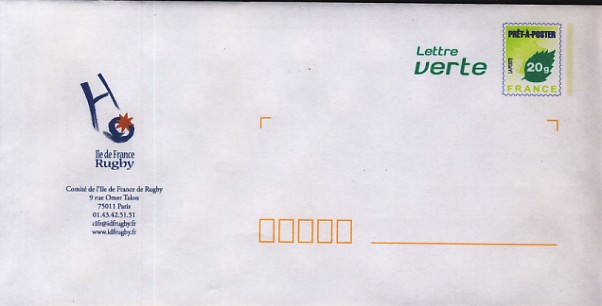 PRÊT-À-POSTER
Lettre
verte
LA POSTE
20g
FRANCE
Ile de France
Rugby
Comité de l'Ile de France de Rugby
9 rue Omer Talon
75011 Paris
01.43.42.51.51
cifr@idfrugby.fr
www.idfrugby.fr